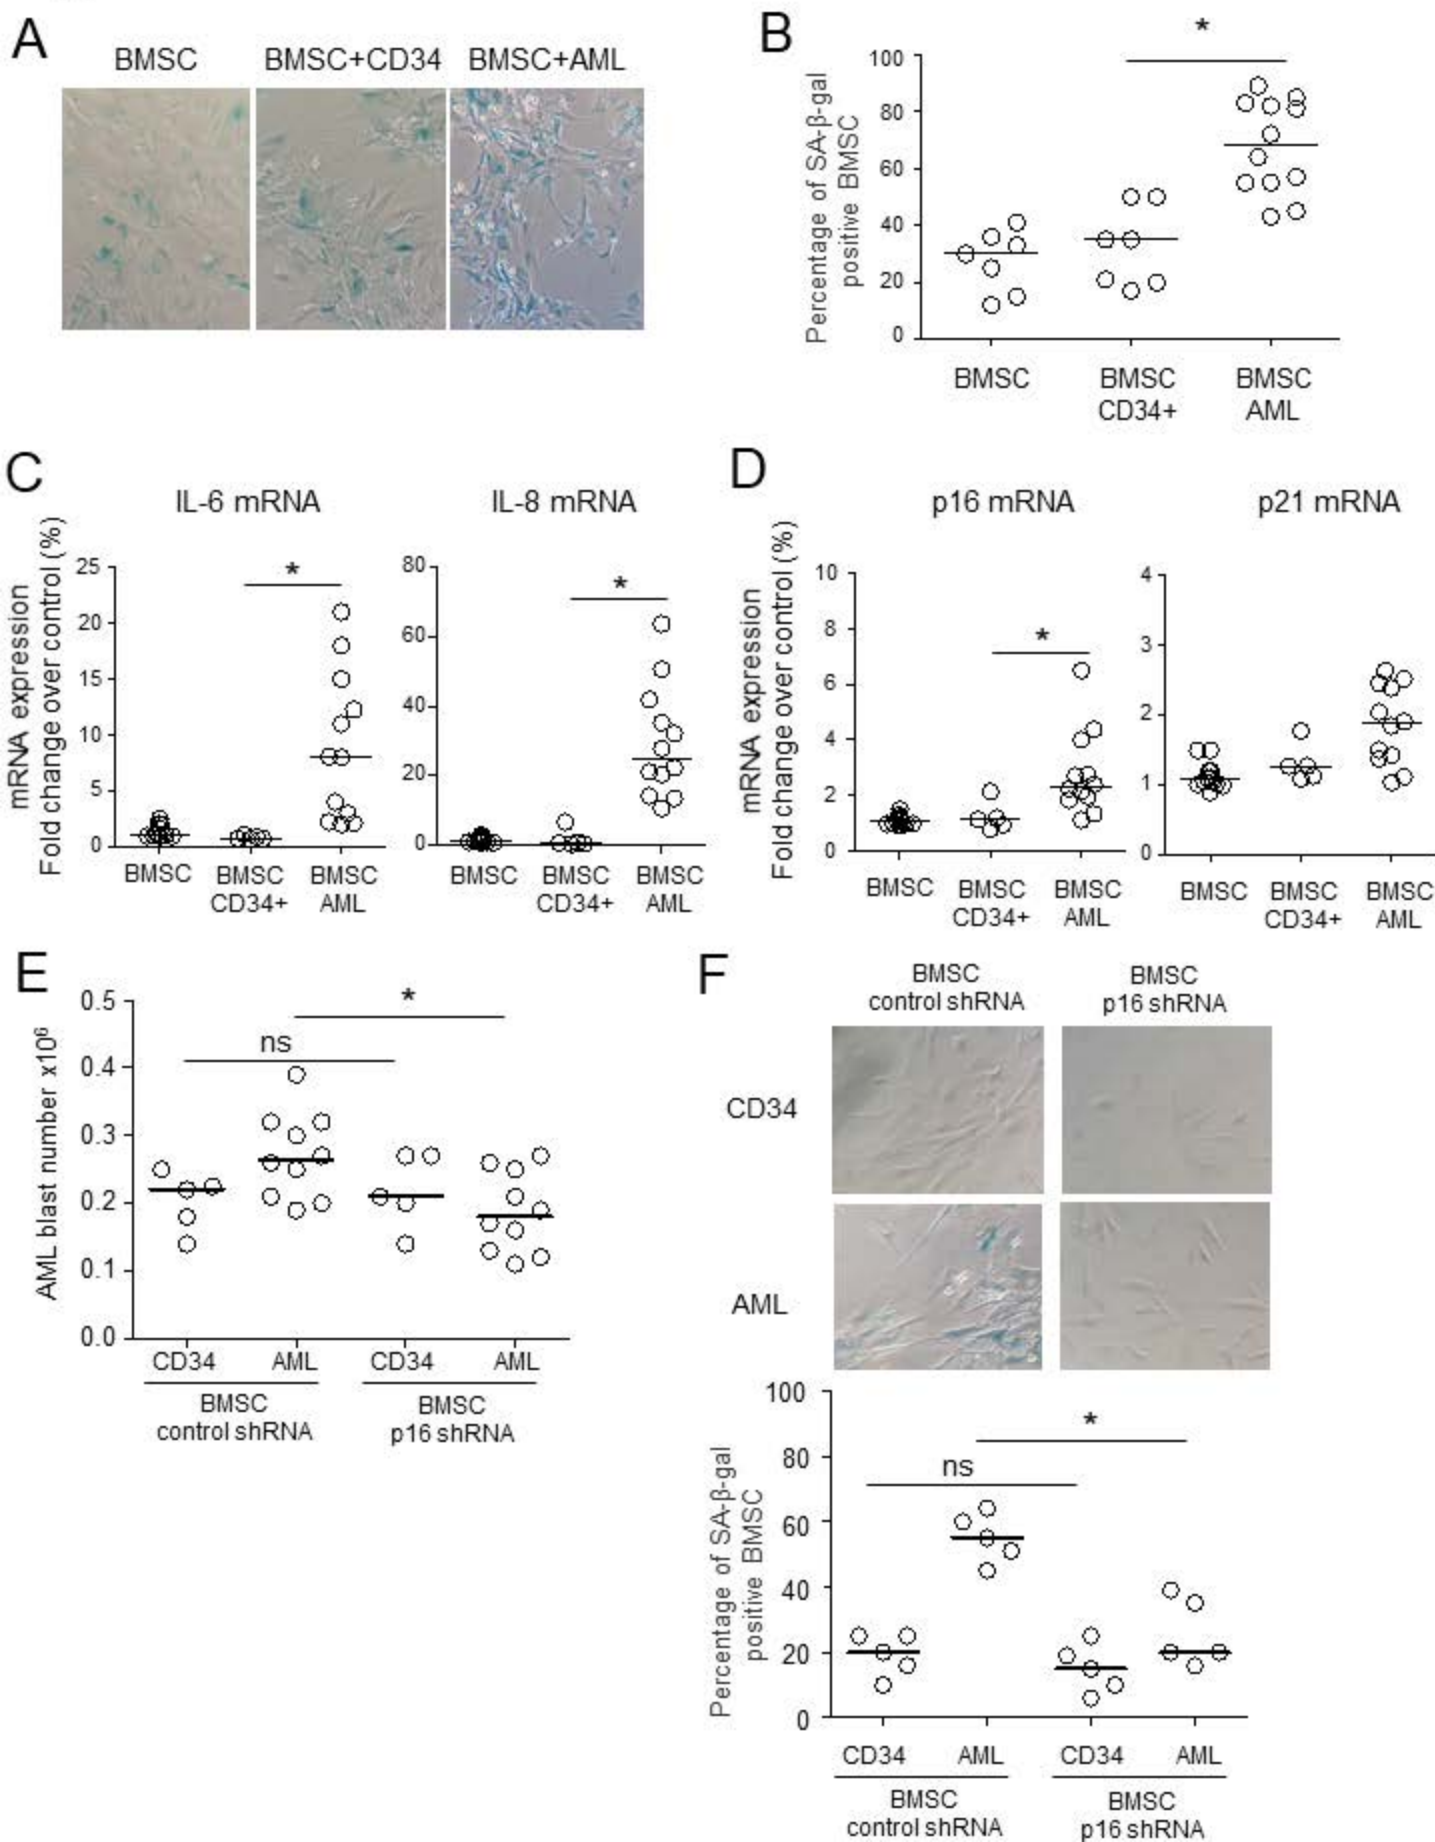 A
BMSC BMSC+CD34 BMSC+AML
B
*
Percentage of SA-β-gal
positive BMSC
100
80
60
40
20
0
BMSC BMSC BMSC
CD34+ AML
C
IL-6 mRNA
mRNA expression
Fold change over control (%)
*
25
20
15
10
5
0
BMSC BMSC BMSC
CD34+ AML
IL-8 mRNA
*
80
60
40
20
0
BMSC BMSC BMSC
CD34+ AML
D
p16 mRNA
mRNA expression
Fold change over control (%)
*
10
8
6
4
2
0
BMSC BMSC BMSC
CD34+ AML
p21 mRNA
4
3
2
1
0
BMSC BMSC BMSC
CD34+ AML
E
AML blast number x10⁶
*
ns
0.5
0.4
0.3
0.2
0.1
0.0
CD34 AML CD34 AML
BMSC BMSC
control shRNA p16 shRNA
F
BMSC BMSC
control shRNA p16 shRNA
CD34
AML
Percentage of SA-β-gal
positive BMSC
*
ns
100
80
60
40
20
0
CD34 AML CD34 AML
BMSC BMSC
control shRNA p16 shRNA